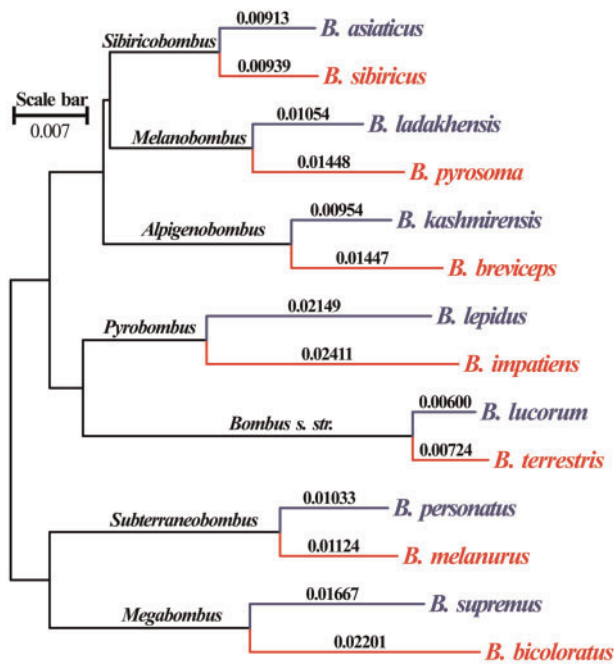 0.00913
B. asiaticus
Sibiricobombus
0.00939
B. sibiricus
Scale bar
0.007
0.01054
B. ladakhensis
Melanobombus
0.01448
B. pyrosoma
0.00954
B. kashmirensis
Alpigenobombus
0.01447
B. breviceps
0.02149
B. lepidus
Pyrobombus
0.02411
B. impatiens
0.00600
B. lucorum
Bombus s. str.
0.00724
B. terrestris
0.01033
B. personatus
Subterraneobombus
0.01124
B. melanurus
0.01667
B. supremus
Megabombus
0.02201
B. bicoloratus